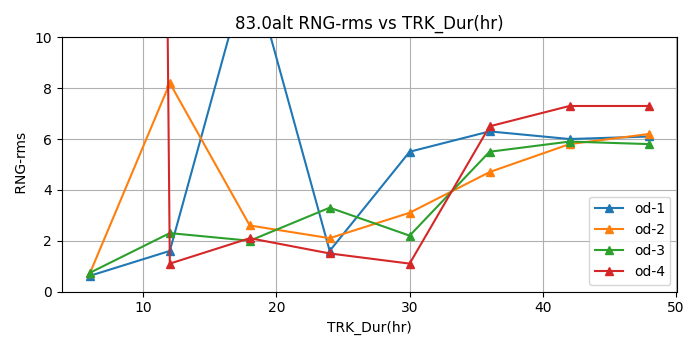 83.0alt RNG-rms vs TRK_Dur(hr)
10
8
6
4
2
0
RNG-rms
10
20
30
40
50
TRK_Dur(hr)
od-1
od-2
od-3
od-4